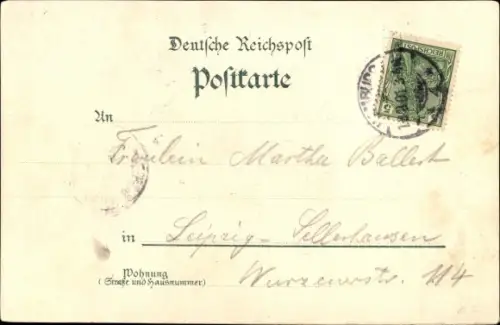 Deutsche Reichspost
Postkarte
An
Fräulein Martha Ballert
in Leipzig-Sellerhausen
Wohnung
(Straße und Hausnummer)
Wurzenerstr. 114